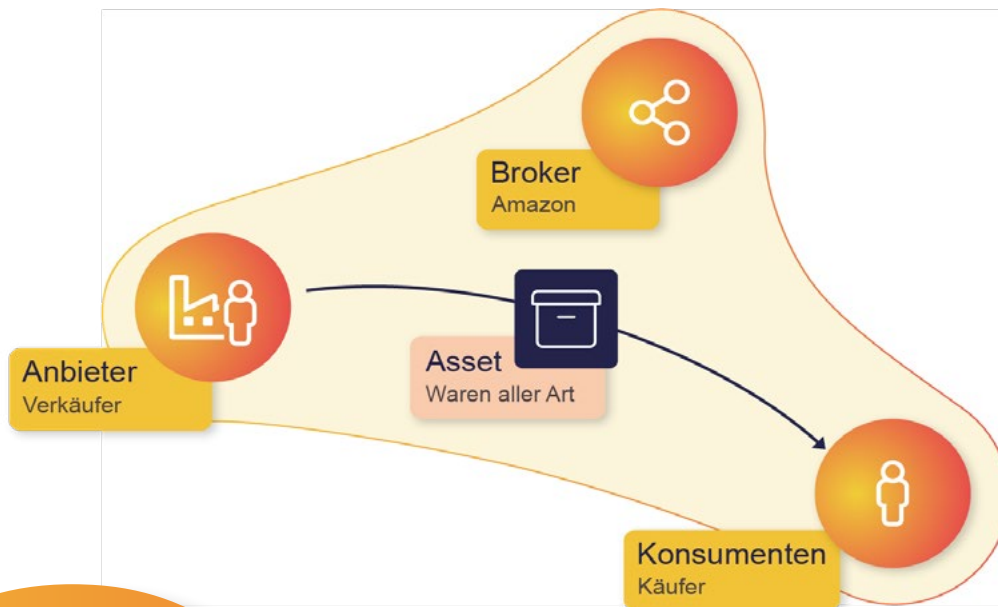 Broker
Amazon
Anbieter
Verkäufer
Asset
Waren aller Art
Konsumenten
Käufer